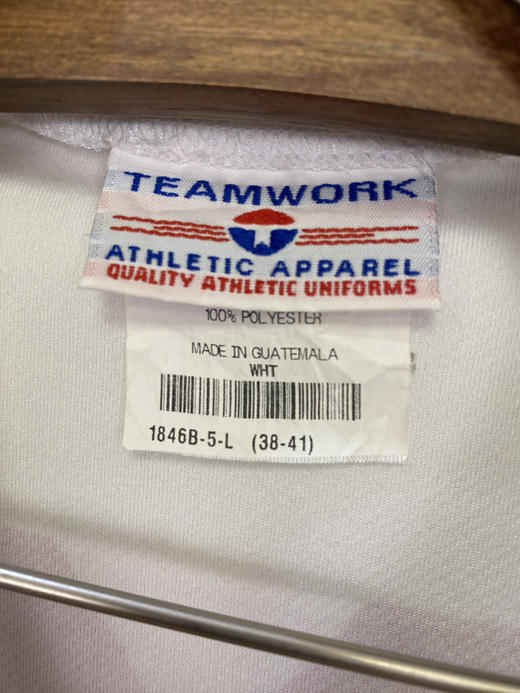 TEAMWORK
ATHLETIC APPAREL
QUALITY ATHLETIC UNIFORMS
100% POLYESTER
MADE IN GUATEMALA
WHT
1846B-5-L (38-41)